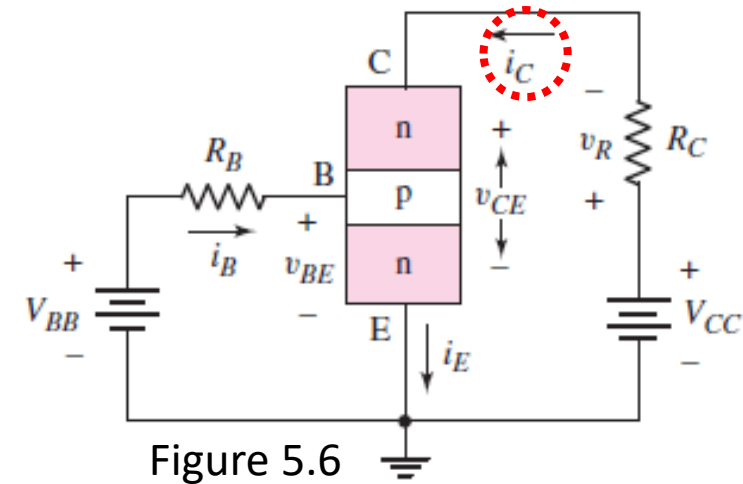 C
i_C
−
n
+
v_R
R_C
R_B
B
p
v_CE
+
+
i_B
v_BE
n
−
+
+
V_BB
−
E
i_E
V_CC
−
−
Figure 5.6